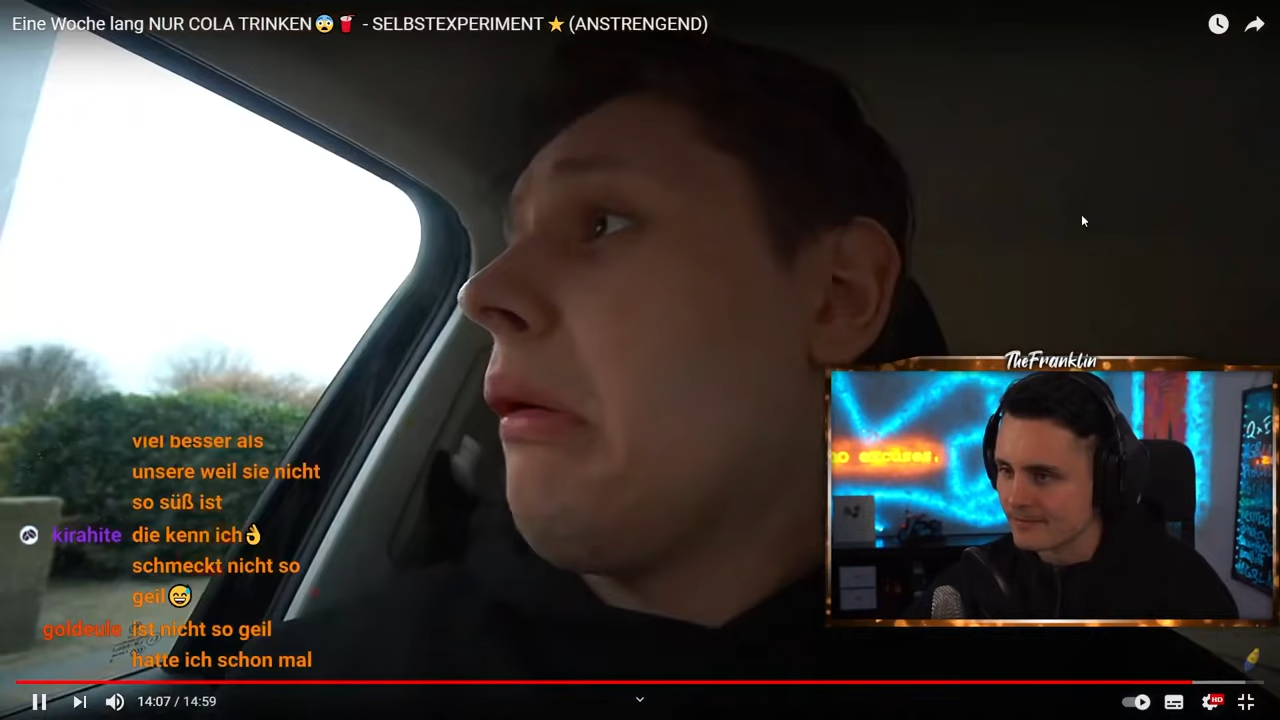 Eine Woche lang NUR COLA TRINKEN😨🥤 - SELBSTEXPERIMENT ⭐ (ANSTRENGEND)
TheFranklin
no excuses.
viel besser als
unsere weil sie nicht
so süß ist
kirahite die kenn ich👌
schmeckt nicht so
geil😅
goldeule ist nicht so geil
hatte ich schon mal
14:07 / 14:59
HD